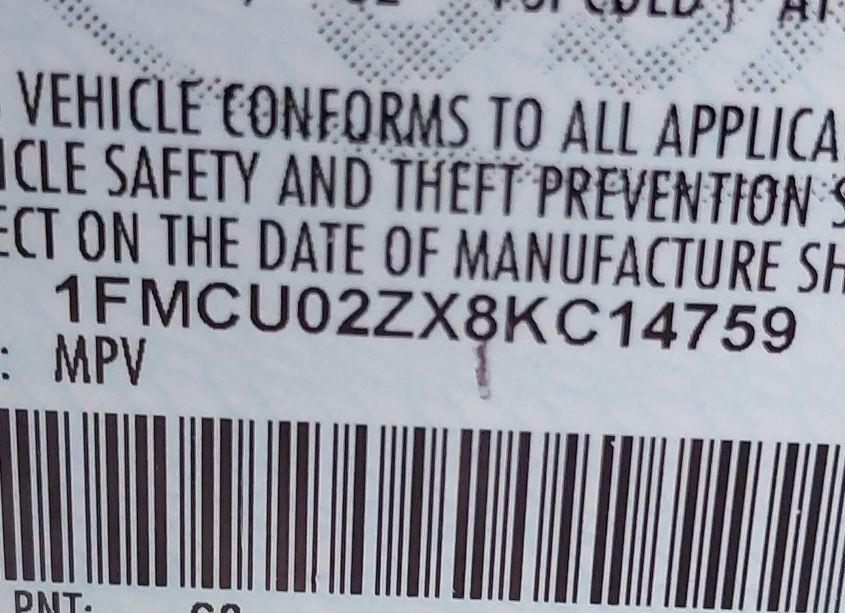 VEHICLE CONFORMS TO ALL APPLICA
ICLE SAFETY AND THEFT PREVENTION S
ECT ON THE DATE OF MANUFACTURE SH
1FMCU02ZX8KC14759
: MPV
PNT: